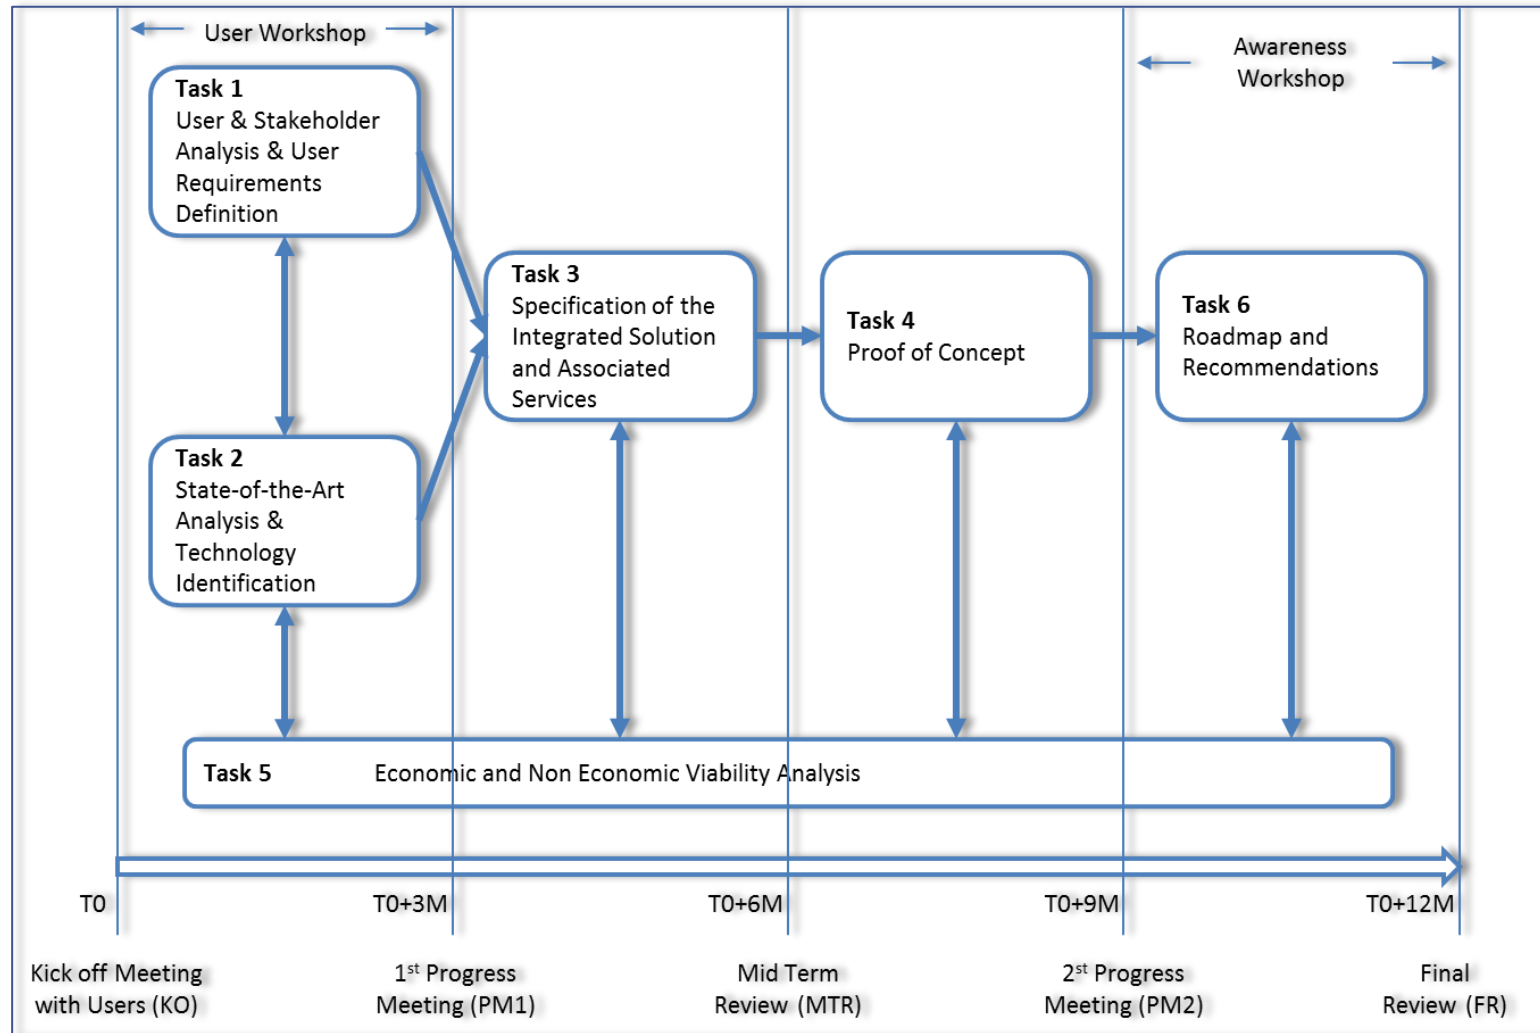 User Workshop
Awareness
Workshop
Task 1
User & Stakeholder
Analysis & User
Requirements
Definition
Task 3
Specification of the
Integrated Solution
and Associated
Services
Task 4
Proof of Concept
Task 6
Roadmap and
Recommendations
Task 2
State-of-the-Art
Analysis &
Technology
Identification
Task 5 Economic and Non Economic Viability Analysis
T0
T0+3M
T0+6M
T0+9M
T0+12M
Kick off Meeting
with Users (KO)
1st Progress
Meeting (PM1)
Mid Term
Review (MTR)
2st Progress
Meeting (PM2)
Final
Review (FR)